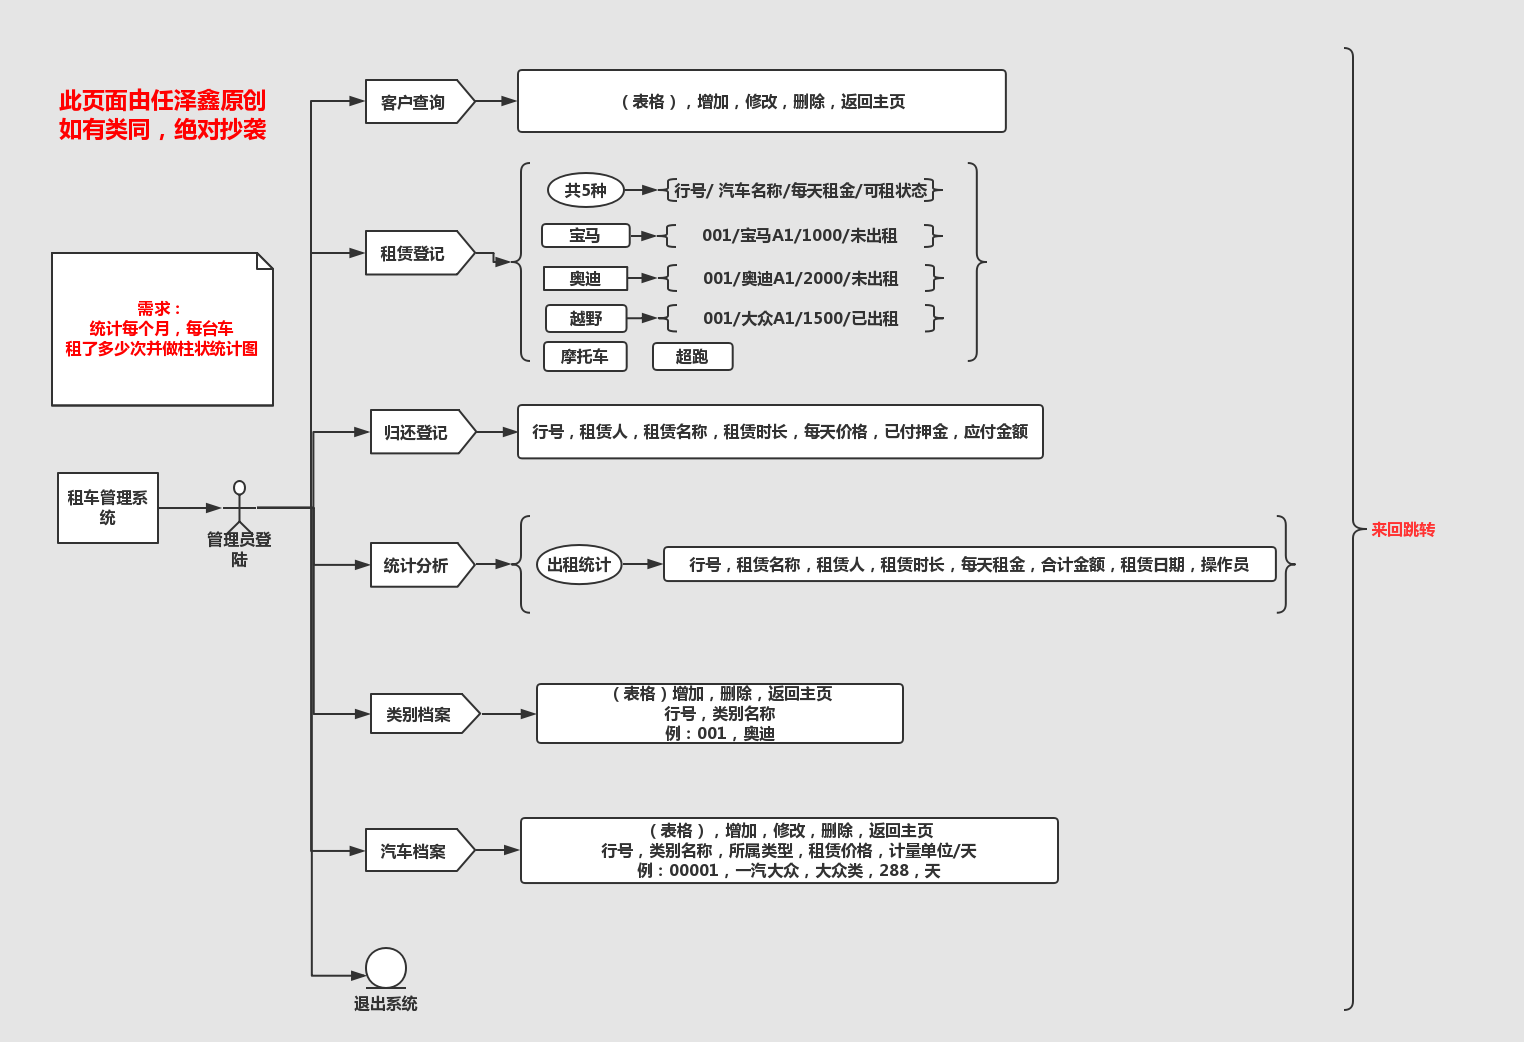 此页面由任泽鑫原创
如有类同，绝对抄袭
需求：
统计每个月，每台车
租了多少次并做柱状统计图
租车管理系
统
管理员登
陆
客户查询
（表格），增加，修改，删除，返回主页
租赁登记
共5种
行号/ 汽车名称/每天租金/可租状态
宝马
001/宝马A1/1000/未出租
奥迪
001/奥迪A1/2000/未出租
越野
001/大众A1/1500/已出租
摩托车
超跑
归还登记
行号，租赁人，租赁名称，租赁时长，每天价格，已付押金，应付金额
统计分析
出租统计
行号，租赁名称，租赁人，租赁时长，每天租金，合计金额，租赁日期，操作员
类别档案
（表格）增加，删除，返回主页
行号，类别名称
例：001，奥迪
汽车档案
（表格），增加，修改，删除，返回主页
行号，类别名称，所属类型，租赁价格，计量单位/天
例：00001，一汽大众，大众类，288，天
退出系统
来回跳转